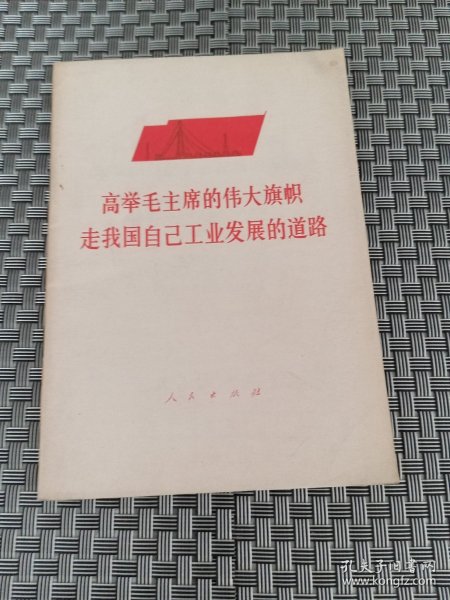 高举毛主席的伟大旗帜
走我国自己工业发展的道路
人民出版社
孔夫子旧书网
www.kongfz.com